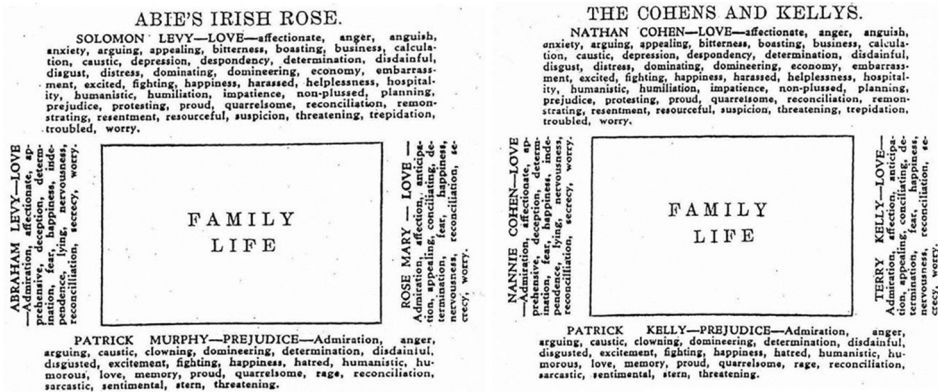 ABIE'S IRISH ROSE.
SOLOMON LEVY—LOVE—affectionate, anger, anguish,
anxiety, arguing, appealing, bitterness, boasting, business, calcula-
tion, caustic, depression, despondency, determination, disdainful,
disgust, distress, dominating, domineering, economy, embarrass-
ment, excited, fighting, happiness, harassed, helplessness, hospital-
ity, humanistic, humiliation, impatience, non-plussed, planning,
prejudice, protesting, proud, quarrelsome, reconciliation, remon-
strating, resentment, resourceful, suspicion, threatening, trepidation,
troubled, worry.
ABRAHAM LEVY—LOVE
—Admiration, affectionate, ap-
prehensive, deception, determ-
ination, fear, happiness, inde-
pendence, lying, nervousness,
reconciliation, secrecy, worry.
FAMILY
LIFE
ROSE MARY — LOVE —
Admiration, affection, anticipa-
tion, appealing, conciliating, de-
termination, fear, happiness,
nervousness, reconciliation, se-
crecy, worry.
PATRICK MURPHY—PREJUDICE—Admiration, anger,
arguing, caustic, clowning, domineering, determination, disdainful,
disgusted, excitement, fighting, happiness, hatred, humanistic, hu-
morous, love, memory, proud, quarrelsome, rage, reconciliation,
sarcastic, sentimental, stern, threatening.
THE COHENS AND KELLYS.
NATHAN COHEN—LOVE—affectionate, anger, anguish,
anxiety, arguing, appealing, bitterness, boasting, business, calcula-
tion, caustic, depression, despondency, determination, disdainful,
disgust, distress, dominating, domineering, economy, embarrass-
ment, excited, fighting, happiness, harassed, helplessness, hospital-
ity, humanistic, humiliation, impatience, non-plussed, planning,
prejudice, protesting, proud, quarrelsome, reconciliation, remon-
strating, resentment, resourceful, suspicion, threatening, trepidation,
troubled, worry.
NANNIE COHEN—LOVE
—Admiration, affectionate, ap-
prehensive, deception, determ-
ination, fear, happiness, inde-
pendence, lying, nervousness,
reconciliation, secrecy, worry.
FAMILY
LIFE
TERRY KELLY—LOVE—
Admiration, affection, anticipa-
tion, appealing, conciliating, de-
termination, fear, happiness,
nervousness, reconciliation, se-
crecy, worry.
PATRICK KELLY—PREJUDICE—Admiration, anger,
arguing, caustic, clowning, domineering, determination, disdainful,
disgusted, excitement, fighting, happiness, hatred, humanistic, hu-
morous, love, memory, proud, quarrelsome, rage, reconciliation,
sarcastic, sentimental, stern, threatening.